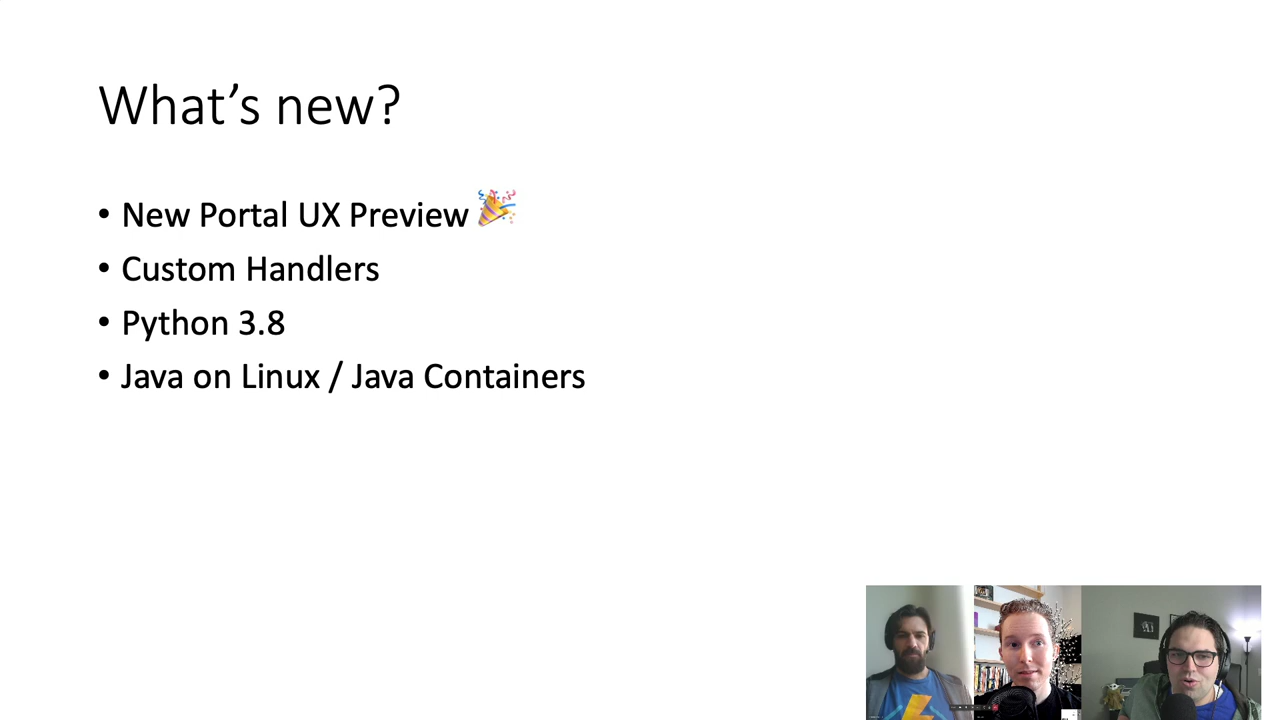 What’s new?
• New Portal UX Preview 🎉
• Custom Handlers
• Python 3.8
• Java on Linux / Java Containers